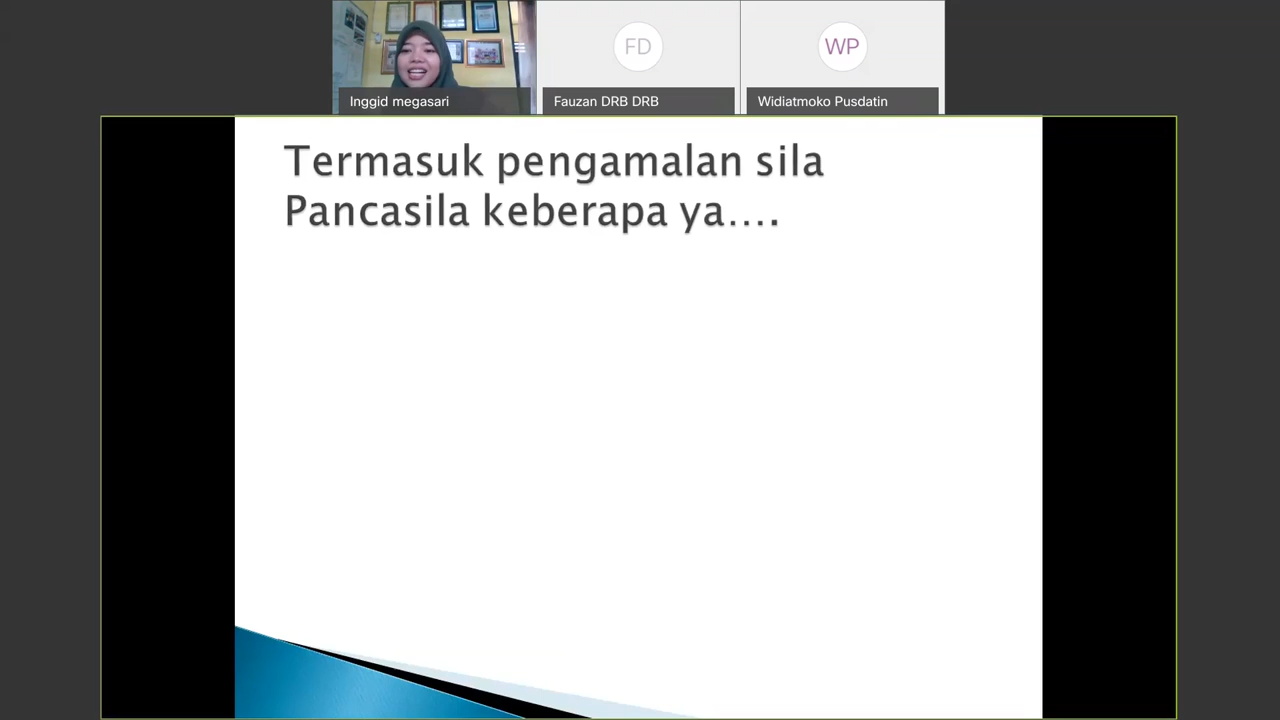 Inggid megasari
FD
Fauzan DRB DRB
WP
Widiatmoko Pusdatin
Termasuk pengamalan sila
Pancasila keberapa ya....